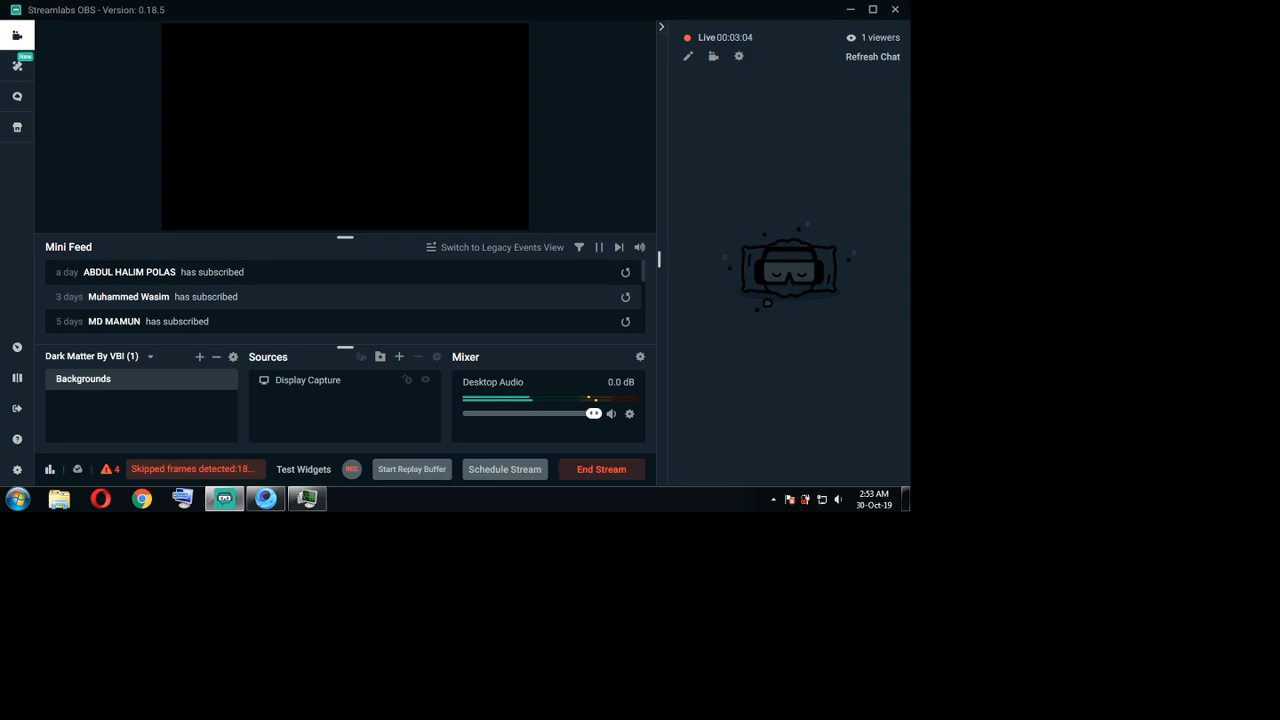 Streamlabs OBS - Version: 0.18.5
New
Live 00:03:04
1 viewers
Refresh Chat
Mini Feed
Switch to Legacy Events View
a day ABDUL HALIM POLAS has subscribed
3 days Muhammed Wasim has subscribed
5 days MD MAMUN has subscribed
Dark Matter By VBI (1)
Sources
Mixer
Backgrounds
Display Capture
Desktop Audio
0.0 dB
4
Skipped frames detected:18...
Test Widgets
REC
Start Replay Buffer
Schedule Stream
End Stream
2:53 AM
30-Oct-19